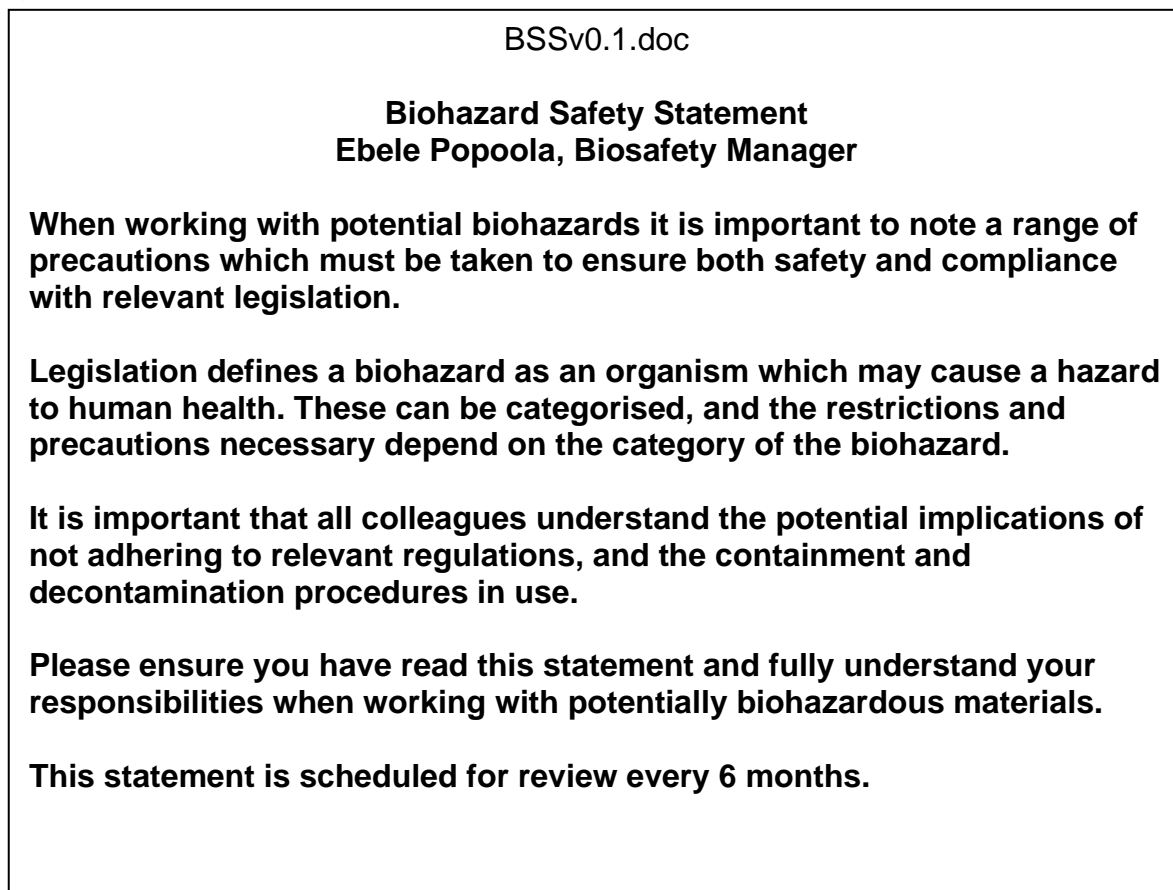 BSSv0.1.doc
Biohazard Safety Statement
Ebele Popoola, Biosafety Manager
When working with potential biohazards it is important to note a range of
precautions which must be taken to ensure both safety and compliance
with relevant legislation.
Legislation defines a biohazard as an organism which may cause a hazard
to human health. These can be categorised, and the restrictions and
precautions necessary depend on the category of the biohazard.
It is important that all colleagues understand the potential implications of
not adhering to relevant regulations, and the containment and
decontamination procedures in use.
Please ensure you have read this statement and fully understand your
responsibilities when working with potentially biohazardous materials.
This statement is scheduled for review every 6 months.